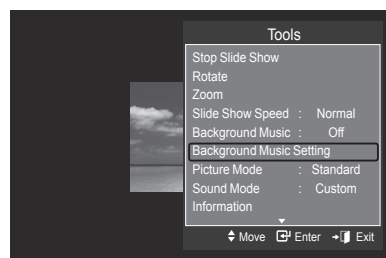 Tools
Stop Slide Show
Rotate
Zoom
Slide Show Speed : Normal
Background Music : Off
Background Music Setting
Picture Mode : Standard
Sound Mode : Custom
Information
Move Enter Exit